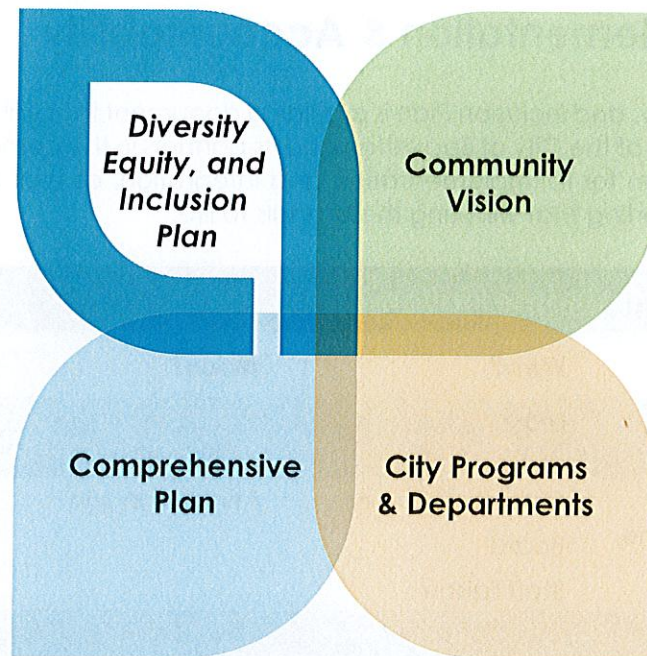 Diversity
Equity, and
Inclusion
Plan
Community
Vision
Comprehensive
Plan
City Programs
& Departments